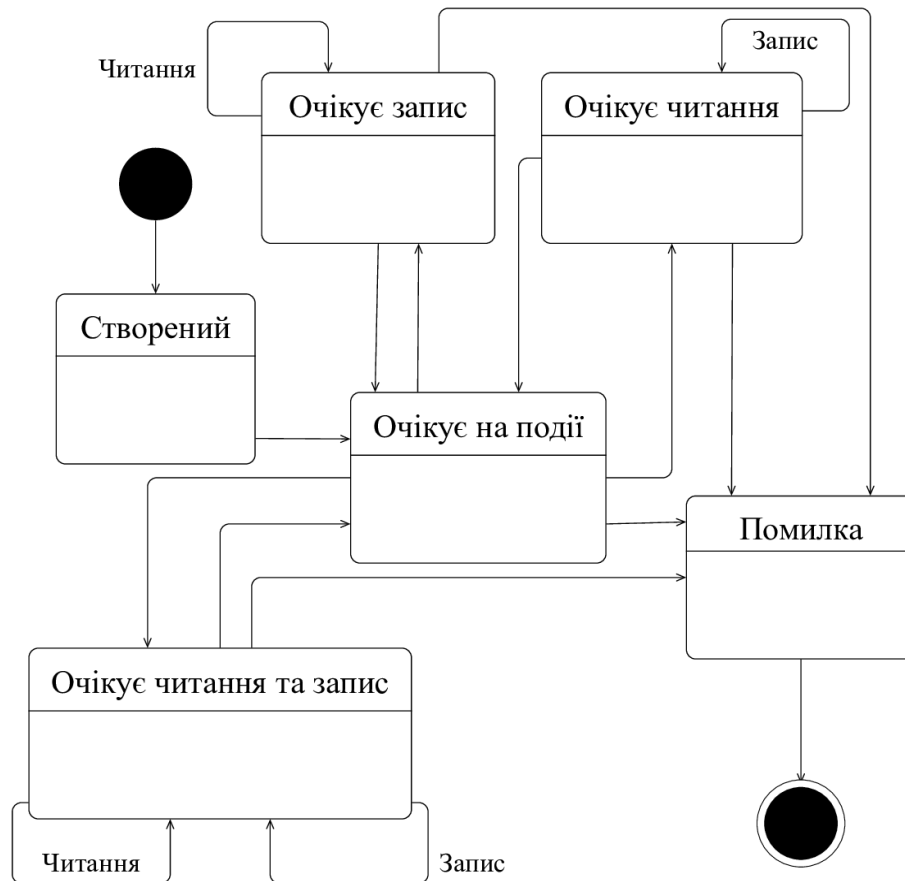 Запис
Читання
Очікує запис
Очікує читання
Створений
Очікує на події
Помилка
Очікує читання та запис
Читання
Запис